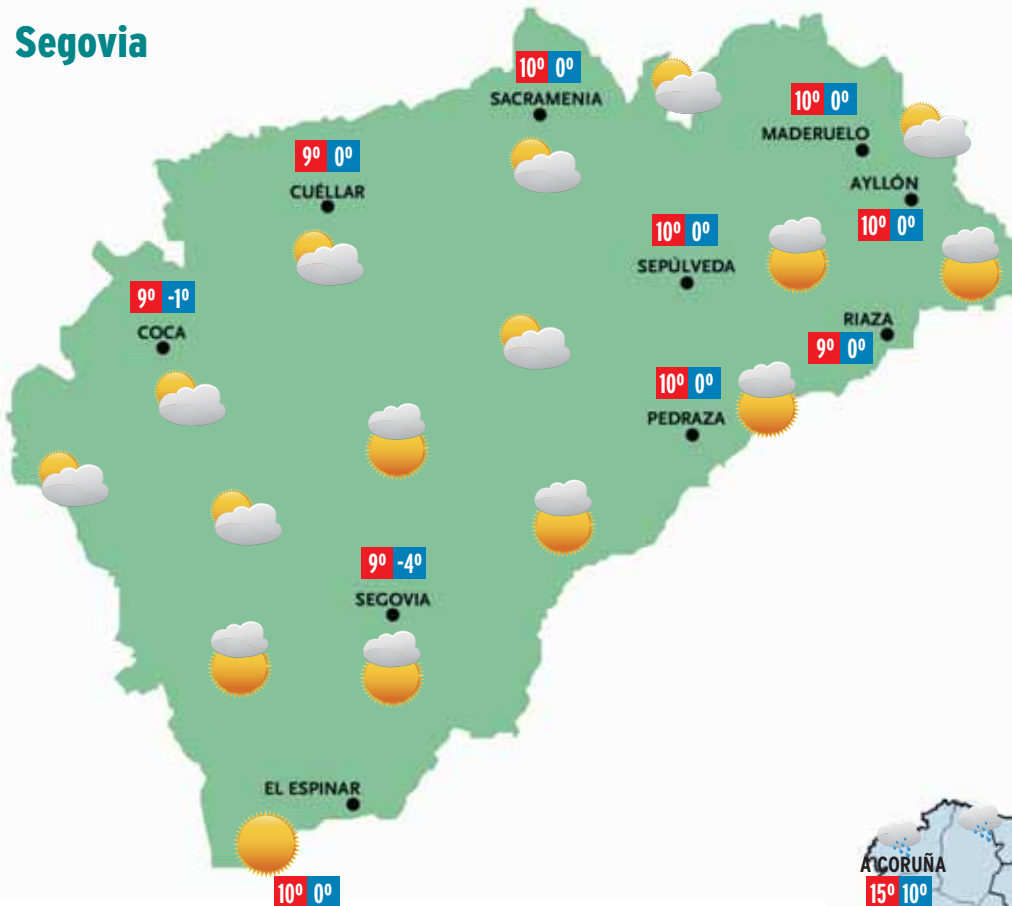 Segovia
10º 0º
SACRAMENIA
10º 0º
MADERUELO
9º 0º
CUÉLLAR
AYLLÓN
10º 0º
10º 0º
SEPÚLVEDA
9º -1º
COCA
RIAZA
9º 0º
10º 0º
PEDRAZA
9º -4º
SEGOVIA
EL ESPINAR
10º 0º
A CORUÑA
15º 10º